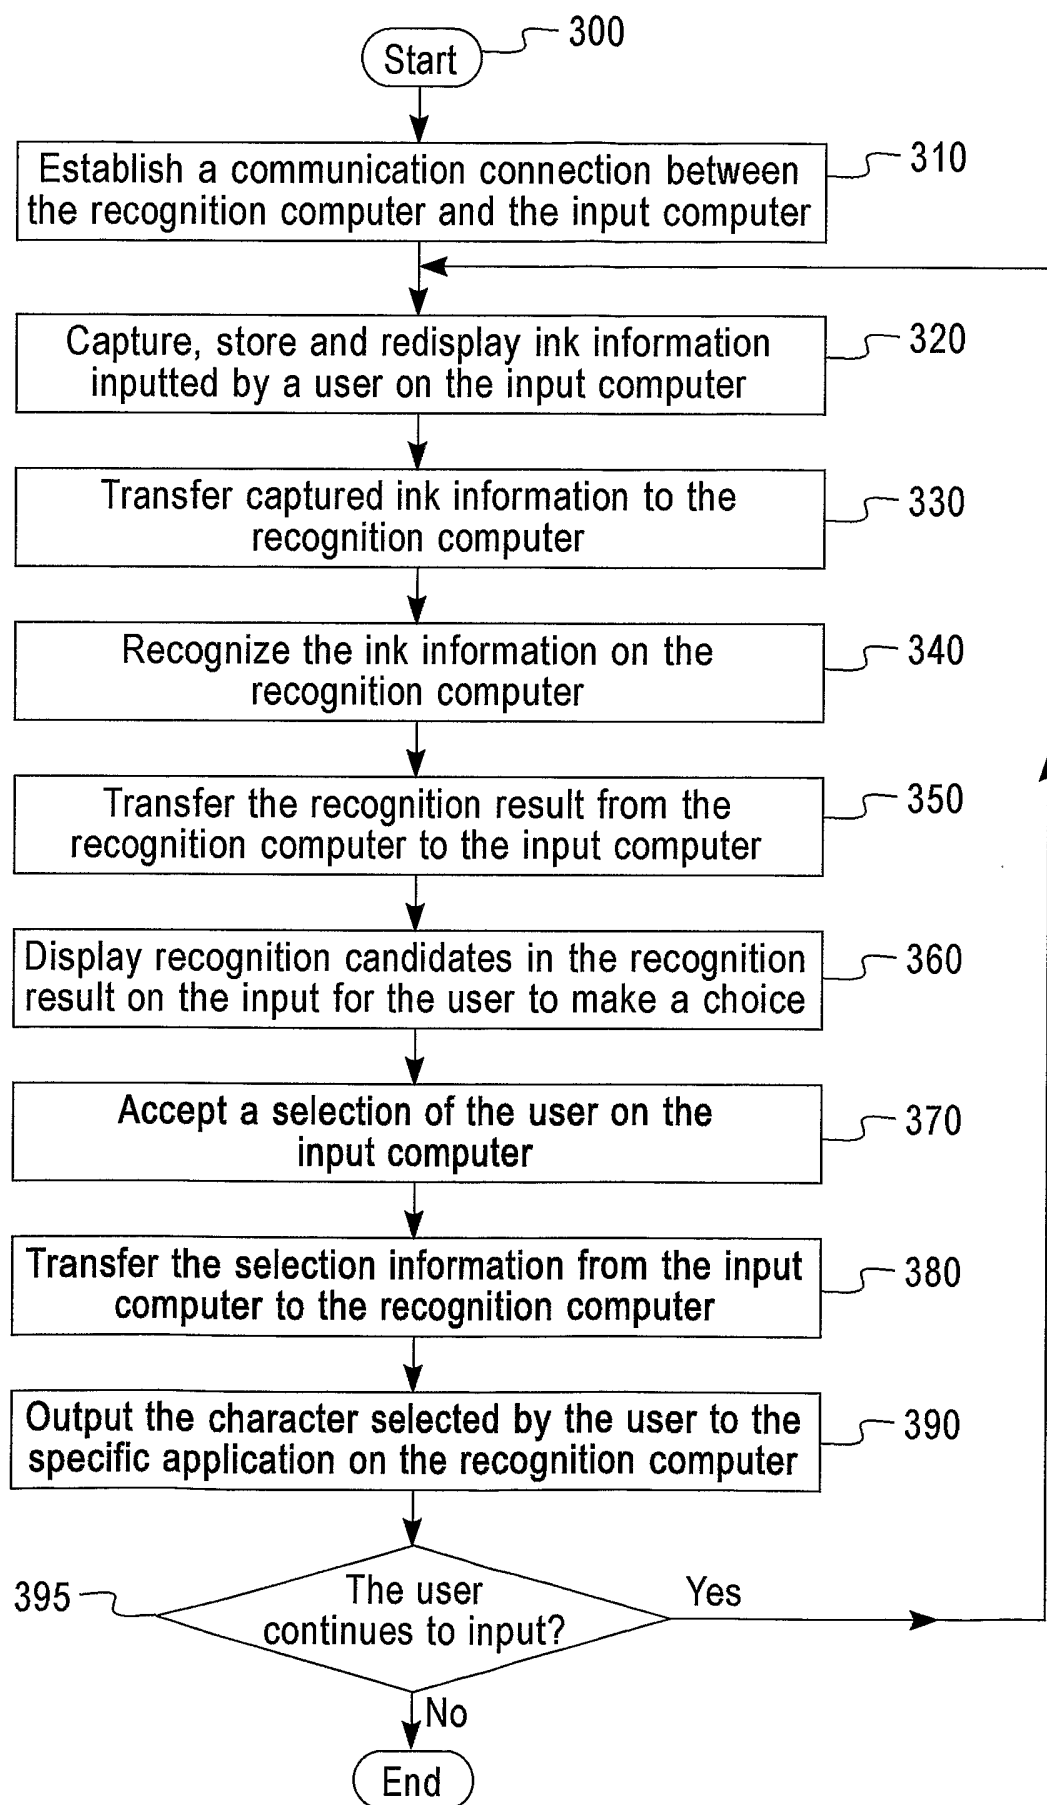 300
Start
310
Establish a communication connection between
the recognition computer and the input computer
320
Capture, store and redisplay ink information
inputted by a user on the input computer
330
Transfer captured ink information to the
recognition computer
340
Recognize the ink information on the
recognition computer
350
Transfer the recognition result from the
recognition computer to the input computer
360
Display recognition candidates in the recognition
result on the input for the user to make a choice
370
Accept a selection of the user on the
input computer
380
Transfer the selection information from the input
computer to the recognition computer
390
Output the character selected by the user to the
specific application on the recognition computer
395
The user
continues to input?
Yes
No
End